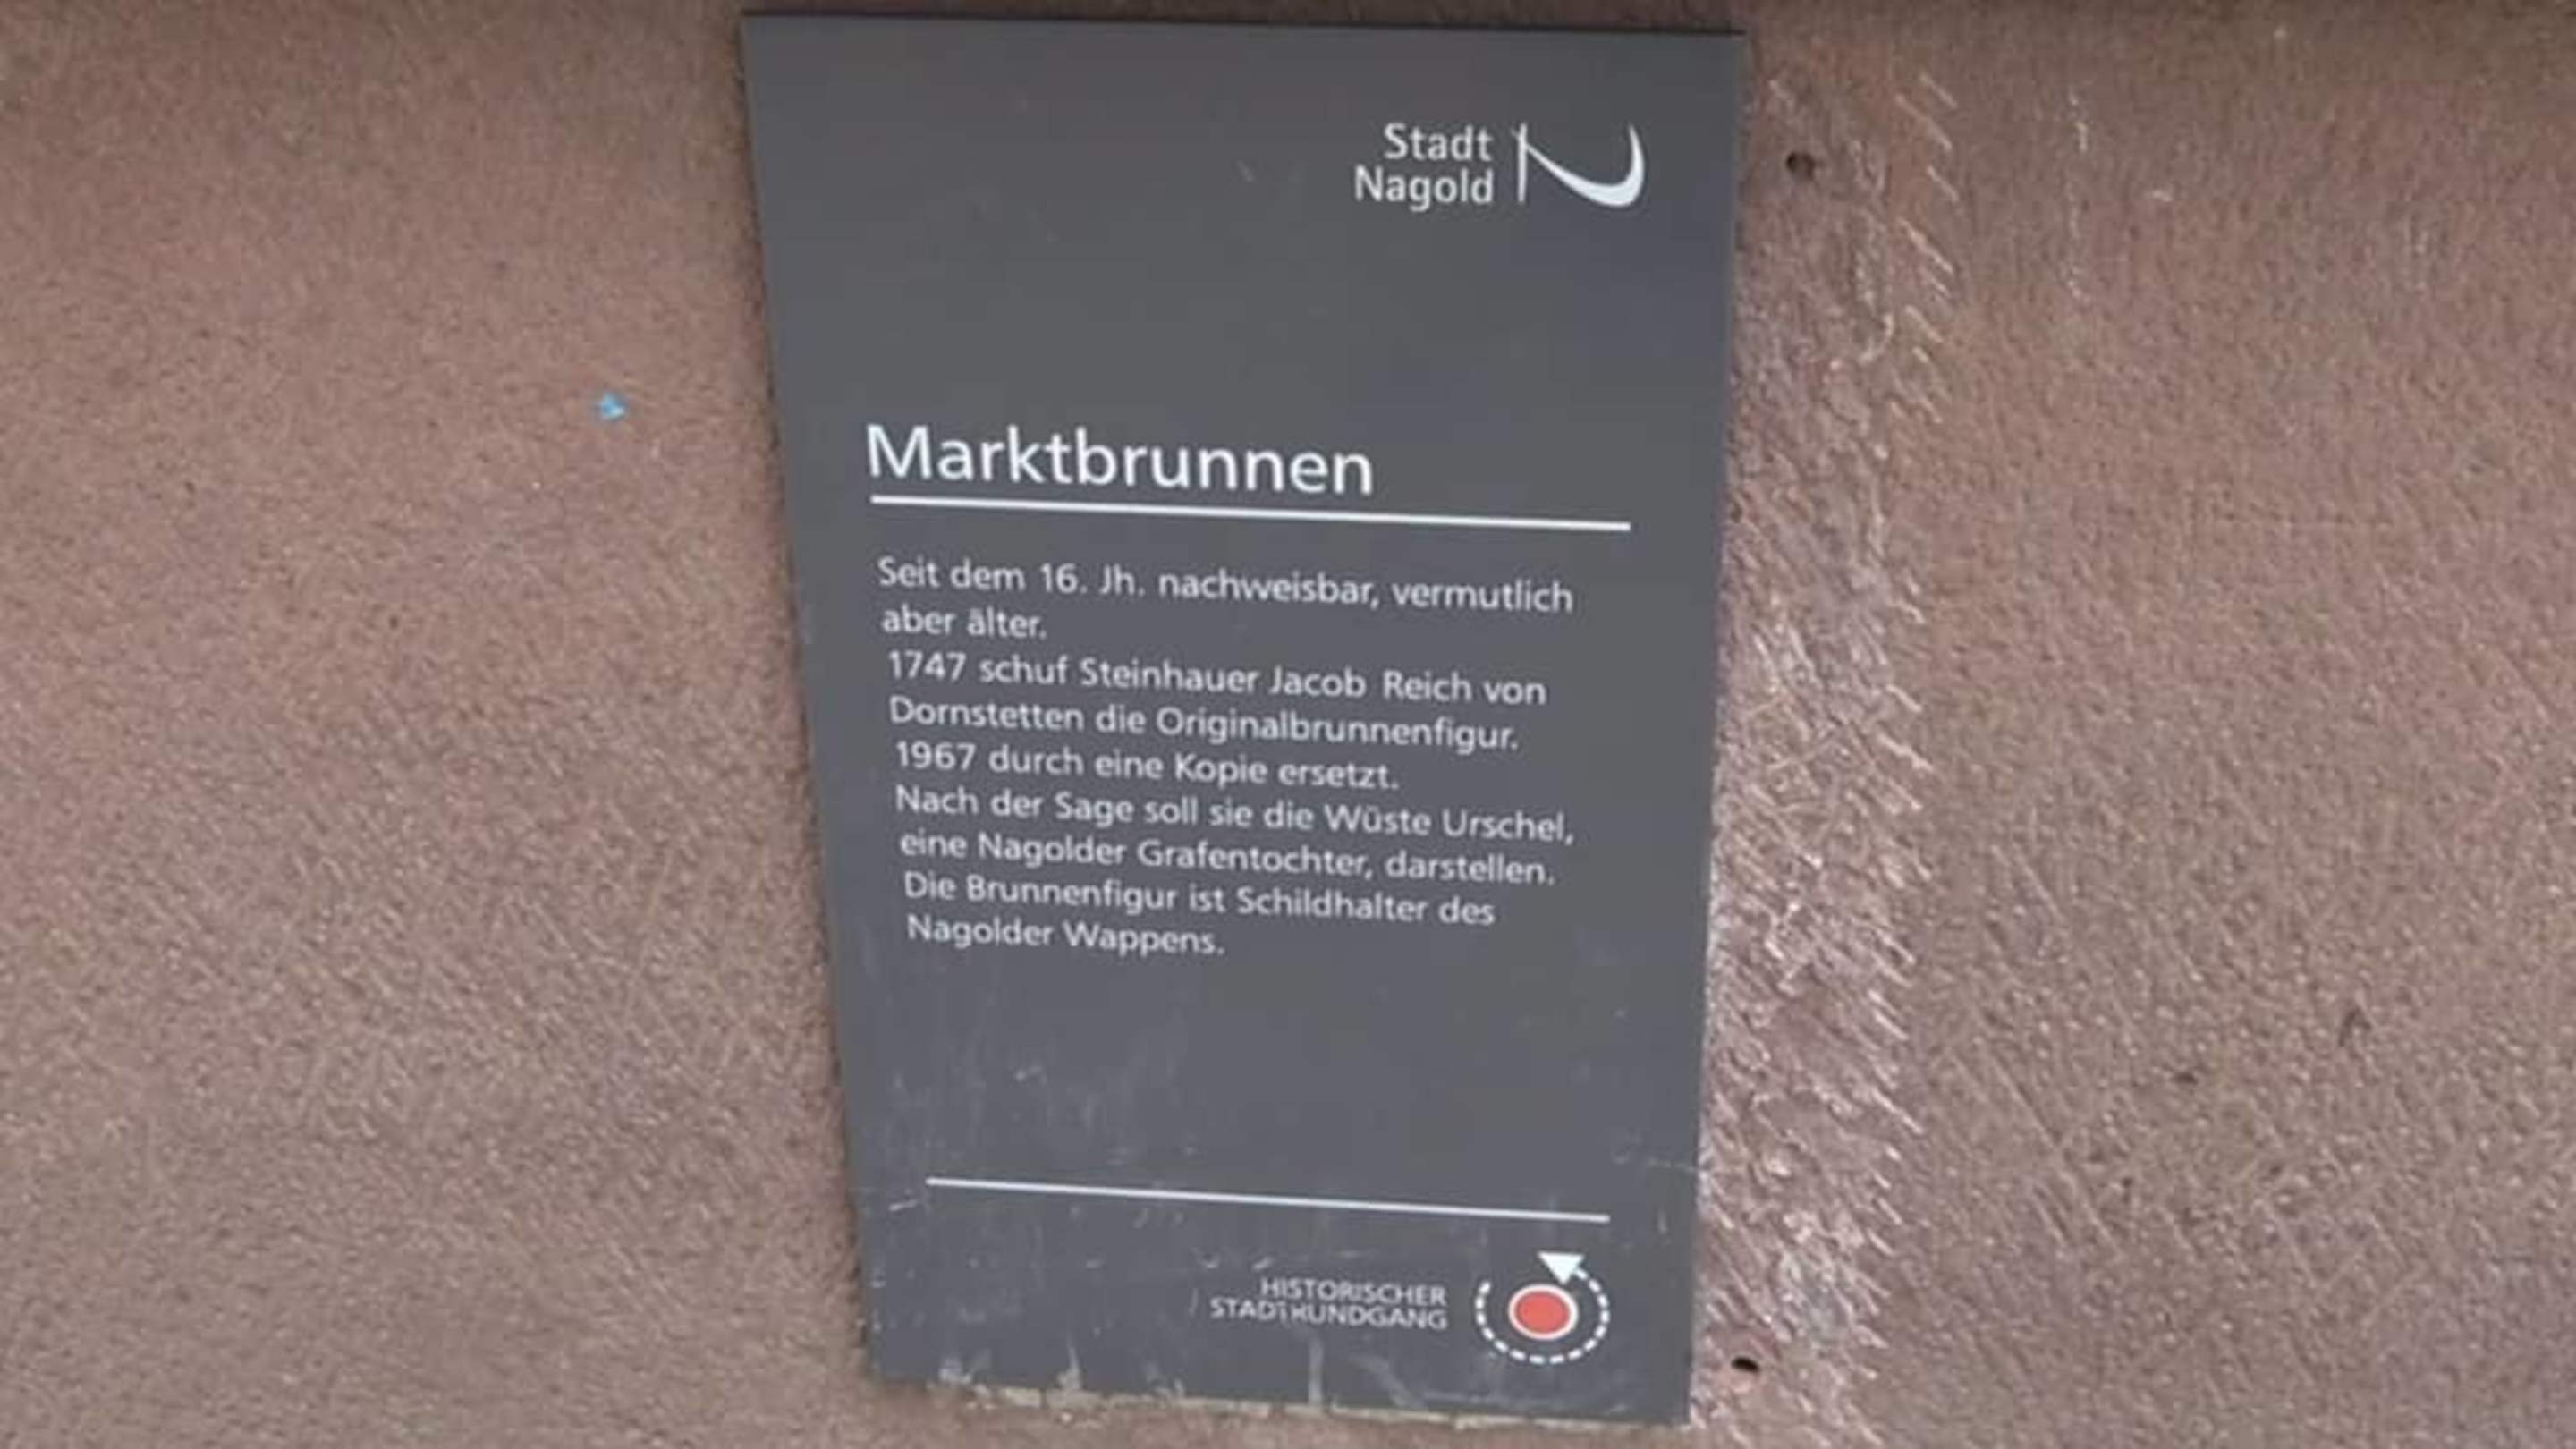 Stadt
Nagold
Marktbrunnen
Seit dem 16. Jh. nachweisbar, vermutlich
aber älter.
1747 schuf Steinhauer Jacob Reich von
Dornstetten die Originalbrunnenfigur.
1967 durch eine Kopie ersetzt.
Nach der Sage soll sie die Wüste Urschel,
eine Nagolder Grafentochter, darstellen.
Die Brunnenfigur ist Schildhalter des
Nagolder Wappens.
HISTORISCHER
STADTRUNDGANG